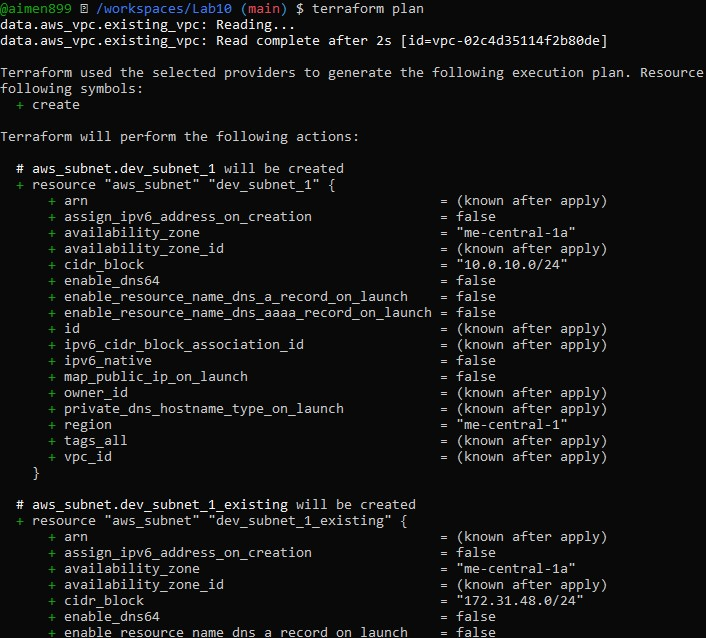 @aimen899 /workspaces/Lab10 (main) $ terraform plan
data.aws_vpc.existing_vpc: Reading...
data.aws_vpc.existing_vpc: Read complete after 2s [id=vpc-02c4d35114f2b80de]
Terraform used the selected providers to generate the following execution plan. Resource
following symbols:
  + create
Terraform will perform the following actions:
  # aws_subnet.dev_subnet_1 will be created
  + resource "aws_subnet" "dev_subnet_1" {
      + arn                                            = (known after apply)
      + assign_ipv6_address_on_creation                = false
      + availability_zone                              = "me-central-1a"
      + availability_zone_id                           = (known after apply)
      + cidr_block                                     = "10.0.10.0/24"
      + enable_dns64                                   = false
      + enable_resource_name_dns_a_record_on_launch    = false
      + enable_resource_name_dns_aaaa_record_on_launch = false
      + id                                             = (known after apply)
      + ipv6_cidr_block_association_id                 = (known after apply)
      + ipv6_native                                    = false
      + map_public_ip_on_launch                        = false
      + owner_id                                       = (known after apply)
      + private_dns_hostname_type_on_launch            = (known after apply)
      + region                                         = "me-central-1"
      + tags_all                                       = (known after apply)
      + vpc_id                                         = (known after apply)
    }
  # aws_subnet.dev_subnet_1_existing will be created
  + resource "aws_subnet" "dev_subnet_1_existing" {
      + arn                                            = (known after apply)
      + assign_ipv6_address_on_creation                = false
      + availability_zone                              = "me-central-1a"
      + availability_zone_id                           = (known after apply)
      + cidr_block                                     = "172.31.48.0/24"
      + enable_dns64                                   = false
      + enable_resource_name_dns_a_record_on_launch    = false